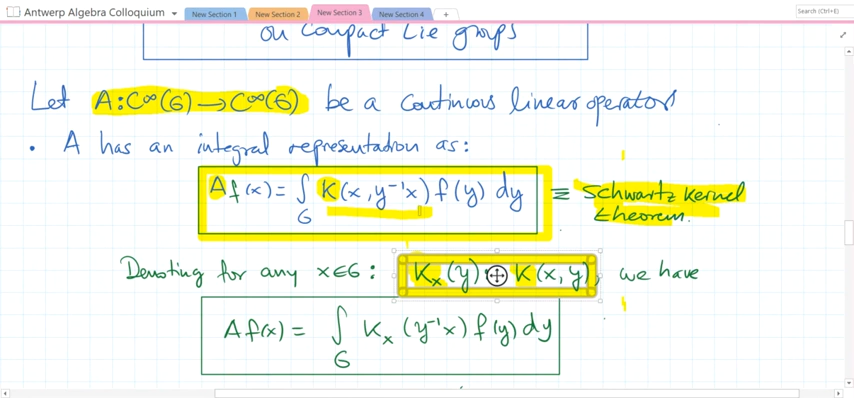 Antwerp Algebra Colloquium
New Section 1 New Section 2 New Section 3 New Section 4 +
Search (Ctrl+E)
on compact Lie groups
Let A: C∞(G) → C∞(G) be a continuous linear operator
• A has an integral representation as:
Af(x) = ∫_G K(x, y⁻¹x) f(y) dy ≡ Schwartz kernel
theorem.
Denoting for any x∈G: Kₓ(y) = K(x, y), we have
Af(x) = ∫_G Kₓ(y⁻¹x) f(y) dy